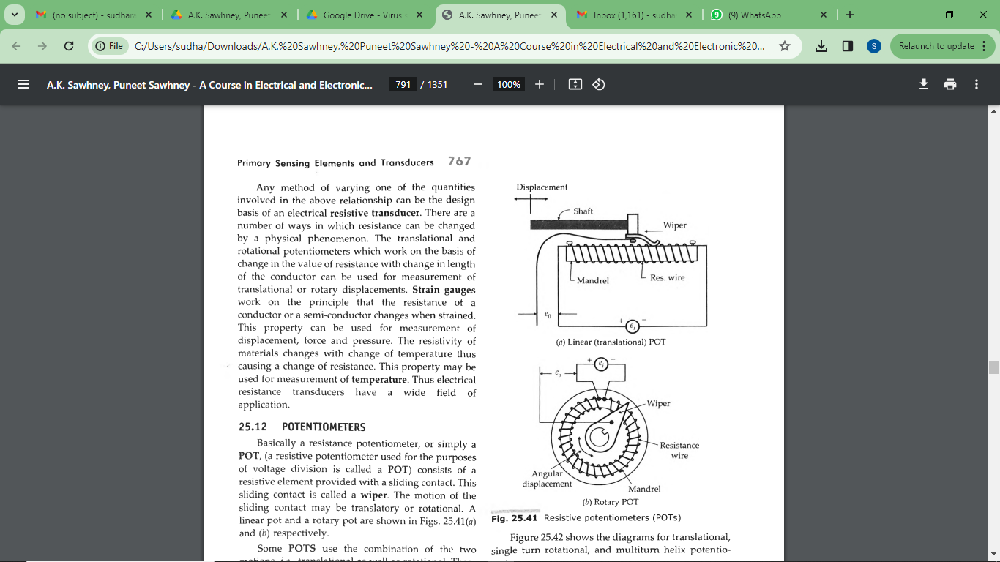 (no subject) - sudhara
A.K. Sawhney, Puneet
Google Drive - Virus s
A.K. Sawhney, Puneet
Inbox (1,161) - sudha
9
(9) WhatsApp
File
C:/Users/sudha/Downloads/A.K.%20Sawhney,%20Puneet%20Sawhney%20-%20A%20Course%20in%20Electrical%20and%20Electronic%20...
S
Relaunch to update
A.K. Sawhney, Puneet Sawhney - A Course in Electrical and Electronic...
791 / 1351
100%
Primary Sensing Elements and Transducers 767
Any method of varying one of the quantities
involved in the above relationship can be the design
basis of an electrical resistive transducer. There are a
number of ways in which resistance can be changed
by a physical phenomenon. The translational and
rotational potentiometers which work on the basis of
change in the value of resistance with change in length
of the conductor can be used for measurement of
translational or rotary displacements. Strain gauges
work on the principle that the resistance of a
conductor or a semi-conductor changes when strained.
This property can be used for measurement of
displacement, force and pressure. The resistivity of
materials changes with change of temperature thus
causing a change of resistance. This property may be
used for measurement of temperature. Thus electrical
resistance transducers have a wide field of
application.
25.12 POTENTIOMETERS
Basically a resistance potentiometer, or simply a
POT, (a resistive potentiometer used for the purposes
of voltage division is called a POT) consists of a
resistive element provided with a sliding contact. This
sliding contact is called a wiper. The motion of the
sliding contact may be translatory or rotational. A
linear pot and a rotary pot are shown in Figs. 25.41(a)
and (b) respectively.
Some POTS use the combination of the two
Displacement
Shaft
Wiper
Mandrel
Res. wire
e0
+ ei −
(a) Linear (translational) POT
+ ei −
eo
Wiper
Resistance
wire
Angular
displacement
Mandrel
(b) Rotary POT
Fig. 25.41 Resistive potentiometers (POTs)
Figure 25.42 shows the diagrams for translational,
single turn rotational, and multiturn helix potentio-